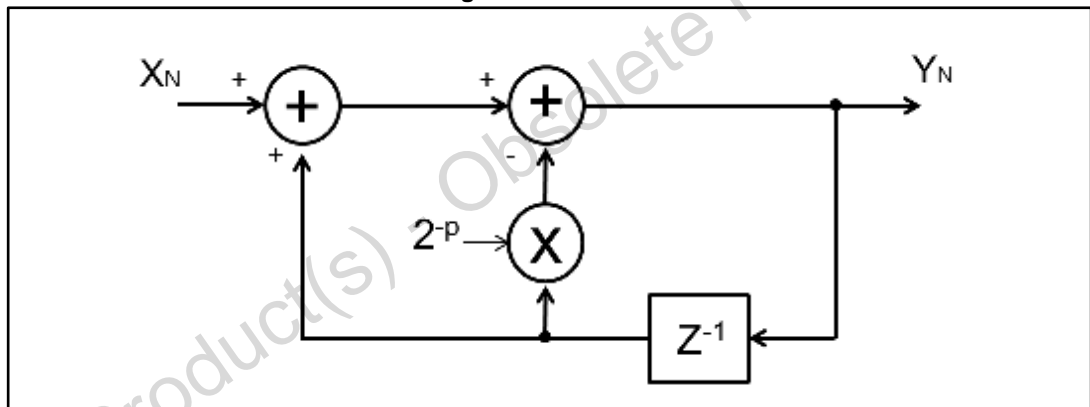 Obsolete
Product(s) -
XN + + + + YN
+ -
2-p X
Z-1